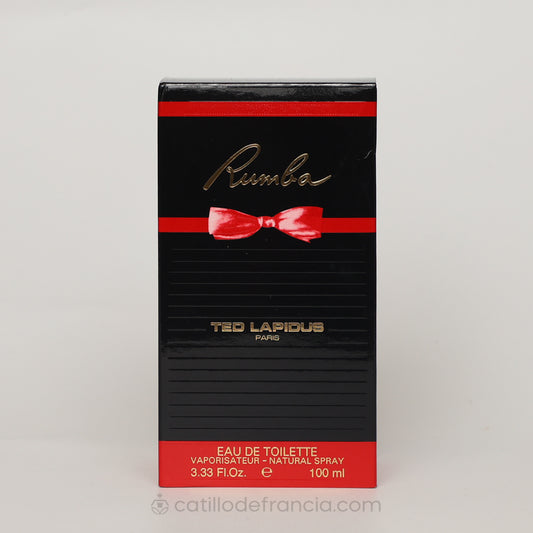 Rumba
TED LAPIDUS
PARIS
EAU DE TOILETTE
VAPORISATEUR - NATURAL SPRAY
3.33 Fl.Oz. ℮ 100 ml
catillodefrancia.com